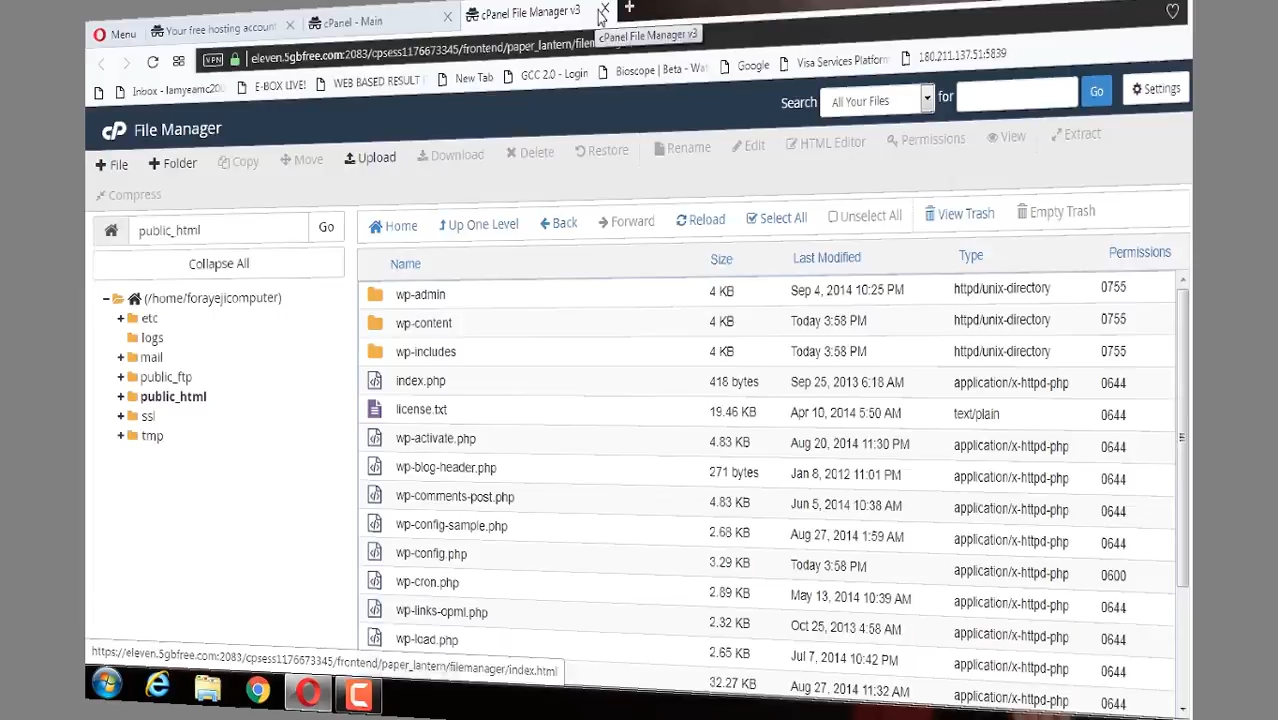 Menu
Your free hosting accoun
cPanel - Main
cPanel File Manager v3
VPN
eleven.5gbfree.com:2083/cpsess1176673345/frontend/paper_lantern/filem
cPanel File Manager v3
Inbox - lamyeamc20
E-BOX LIVE!
WEB BASED RESULT
New Tab
GCC 2.0 - Login
Bioscope | Beta - Wat
Google
Visa Services Platform
180.211.137.51:5839
cP File Manager
Search
All Your Files
for
Go
Settings
File
Folder
Copy
Move
Upload
Download
Delete
Restore
Rename
Edit
HTML Editor
Permissions
View
Extract
Compress
public_html
Go
Collapse All
(/home/forayejicomputer)
etc
logs
mail
public_ftp
public_html
ssl
tmp
Home
Up One Level
Back
Forward
Reload
Select All
Unselect All
View Trash
Empty Trash
Name Size Last Modified Type Permissions
wp-admin 4 KB Sep 4, 2014 10:25 PM httpd/unix-directory 0755
wp-content 4 KB Today 3:58 PM httpd/unix-directory 0755
wp-includes 4 KB Today 3:58 PM httpd/unix-directory 0755
index.php 418 bytes Sep 25, 2013 6:18 AM application/x-httpd-php 0644
license.txt 19.46 KB Apr 10, 2014 5:50 AM text/plain 0644
wp-activate.php 4.83 KB Aug 20, 2014 11:30 PM application/x-httpd-php 0644
wp-blog-header.php 271 bytes Jan 8, 2012 11:01 PM application/x-httpd-php 0644
wp-comments-post.php 4.83 KB Jun 5, 2014 10:38 AM application/x-httpd-php 0644
wp-config-sample.php 2.68 KB Aug 27, 2014 1:59 AM application/x-httpd-php 0644
wp-config.php 3.29 KB Today 3:58 PM application/x-httpd-php 0600
wp-cron.php 2.89 KB May 13, 2014 10:39 AM application/x-httpd-php 0644
wp-links-opml.php 2.32 KB Oct 25, 2013 4:58 AM application/x-httpd-php 0644
wp-load.php 2.65 KB Jul 7, 2014 10:42 PM application/x-httpd-php 0644
32.27 KB Aug 27, 2014 11:32 AM application/x-httpd-php 0644
https://eleven.5gbfree.com:2083/cpsess1176673345/frontend/paper_lantern/filemanager/index.html